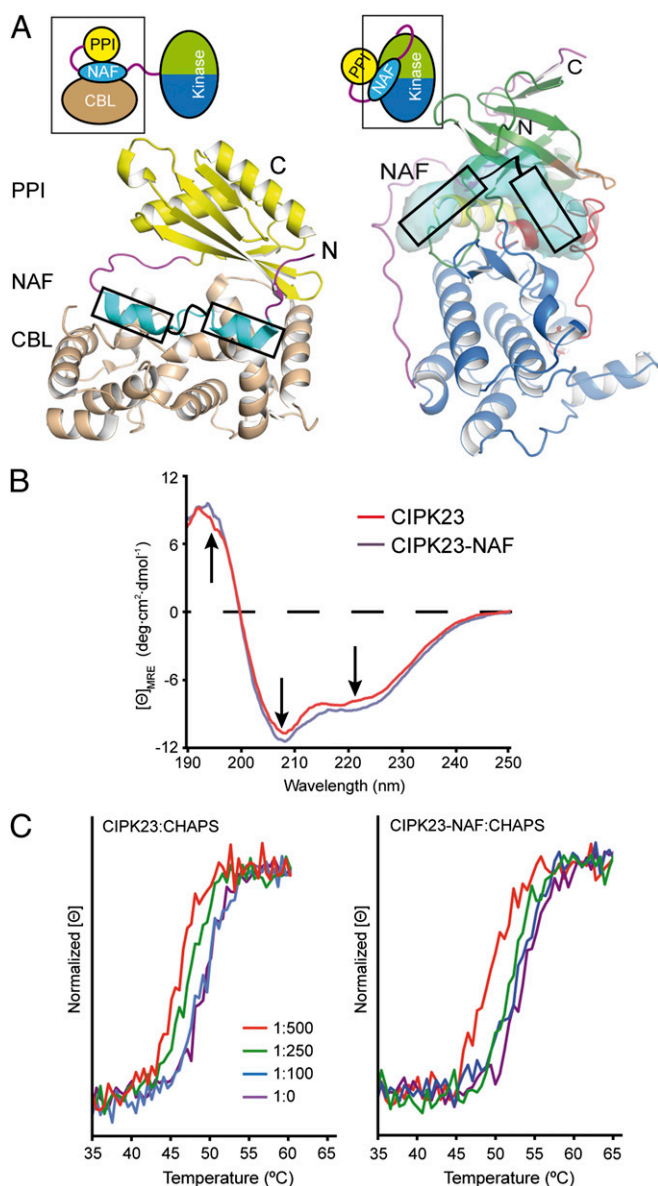 A
PPI
NAF
CBL
Kinase
PPI
NAF
Kinase
PPI
C
N
NAF
CBL
C
N
NAF
B
12
6
0
-6
-12
[Θ]MRE (deg·cm²·dmol⁻¹)
CIPK23
CIPK23-NAF
190 200 210 220 230 240 250
Wavelength (nm)
C
CIPK23:CHAPS
Normalized [Θ]
1:500
1:250
1:100
1:0
35 40 45 50 55 60 65
Temperature (ºC)
CIPK23-NAF:CHAPS
Normalized [Θ]
35 40 45 50 55 60 65
Temperature (ºC)